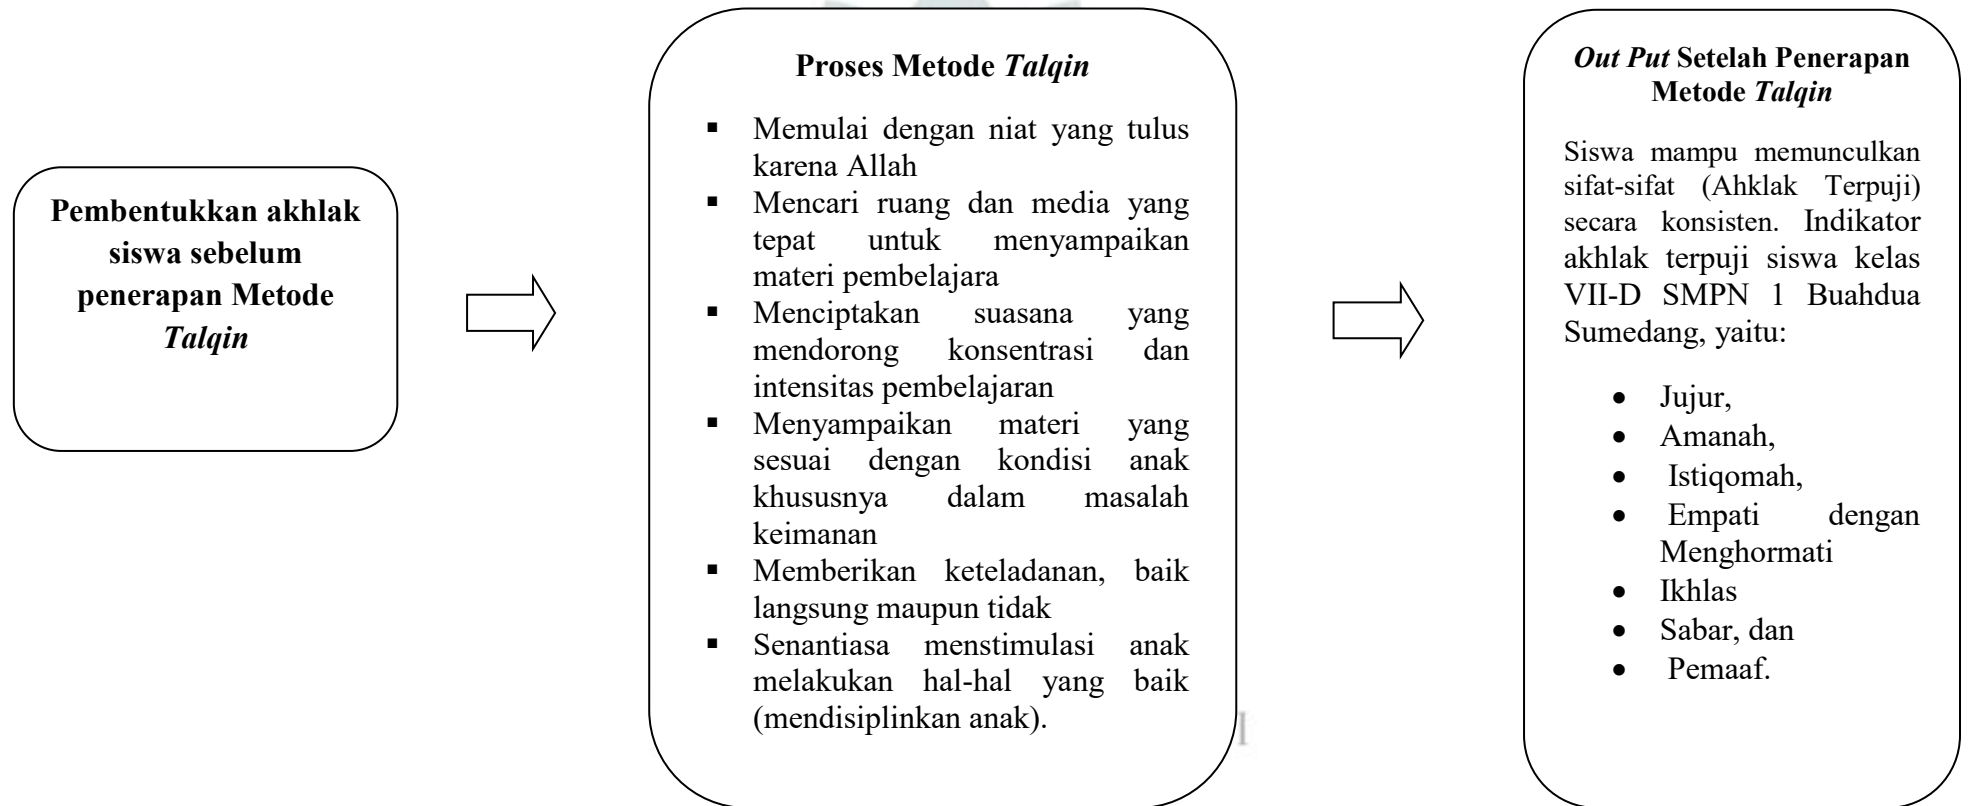 Pembentukkan akhlak
siswa sebelum
penerapan Metode
Talqin
Proses Metode Talqin
▪ Memulai dengan niat yang tulus
karena Allah
▪ Mencari ruang dan media yang
tepat untuk menyampaikan
materi pembelajara
▪ Menciptakan suasana yang
mendorong konsentrasi dan
intensitas pembelajaran
▪ Menyampaikan materi yang
sesuai dengan kondisi anak
khususnya dalam masalah
keimanan
▪ Memberikan keteladanan, baik
langsung maupun tidak
▪ Senantiasa menstimulasi anak
melakukan hal-hal yang baik
(mendisiplinkan anak).
Out Put Setelah Penerapan
Metode Talqin
Siswa mampu memunculkan
sifat-sifat (Ahklak Terpuji)
secara konsisten. Indikator
akhlak terpuji siswa kelas
VII-D SMPN 1 Buahdua
Sumedang, yaitu:
• Jujur,
• Amanah,
• Istiqomah,
• Empati dengan
Menghormati
• Ikhlas
• Sabar, dan
• Pemaaf.